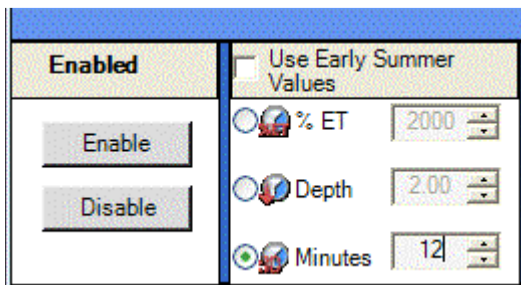 Enabled
Use Early Summer
Values
Enable
Disable
% ET 2000
Depth 2.00
Minutes 12